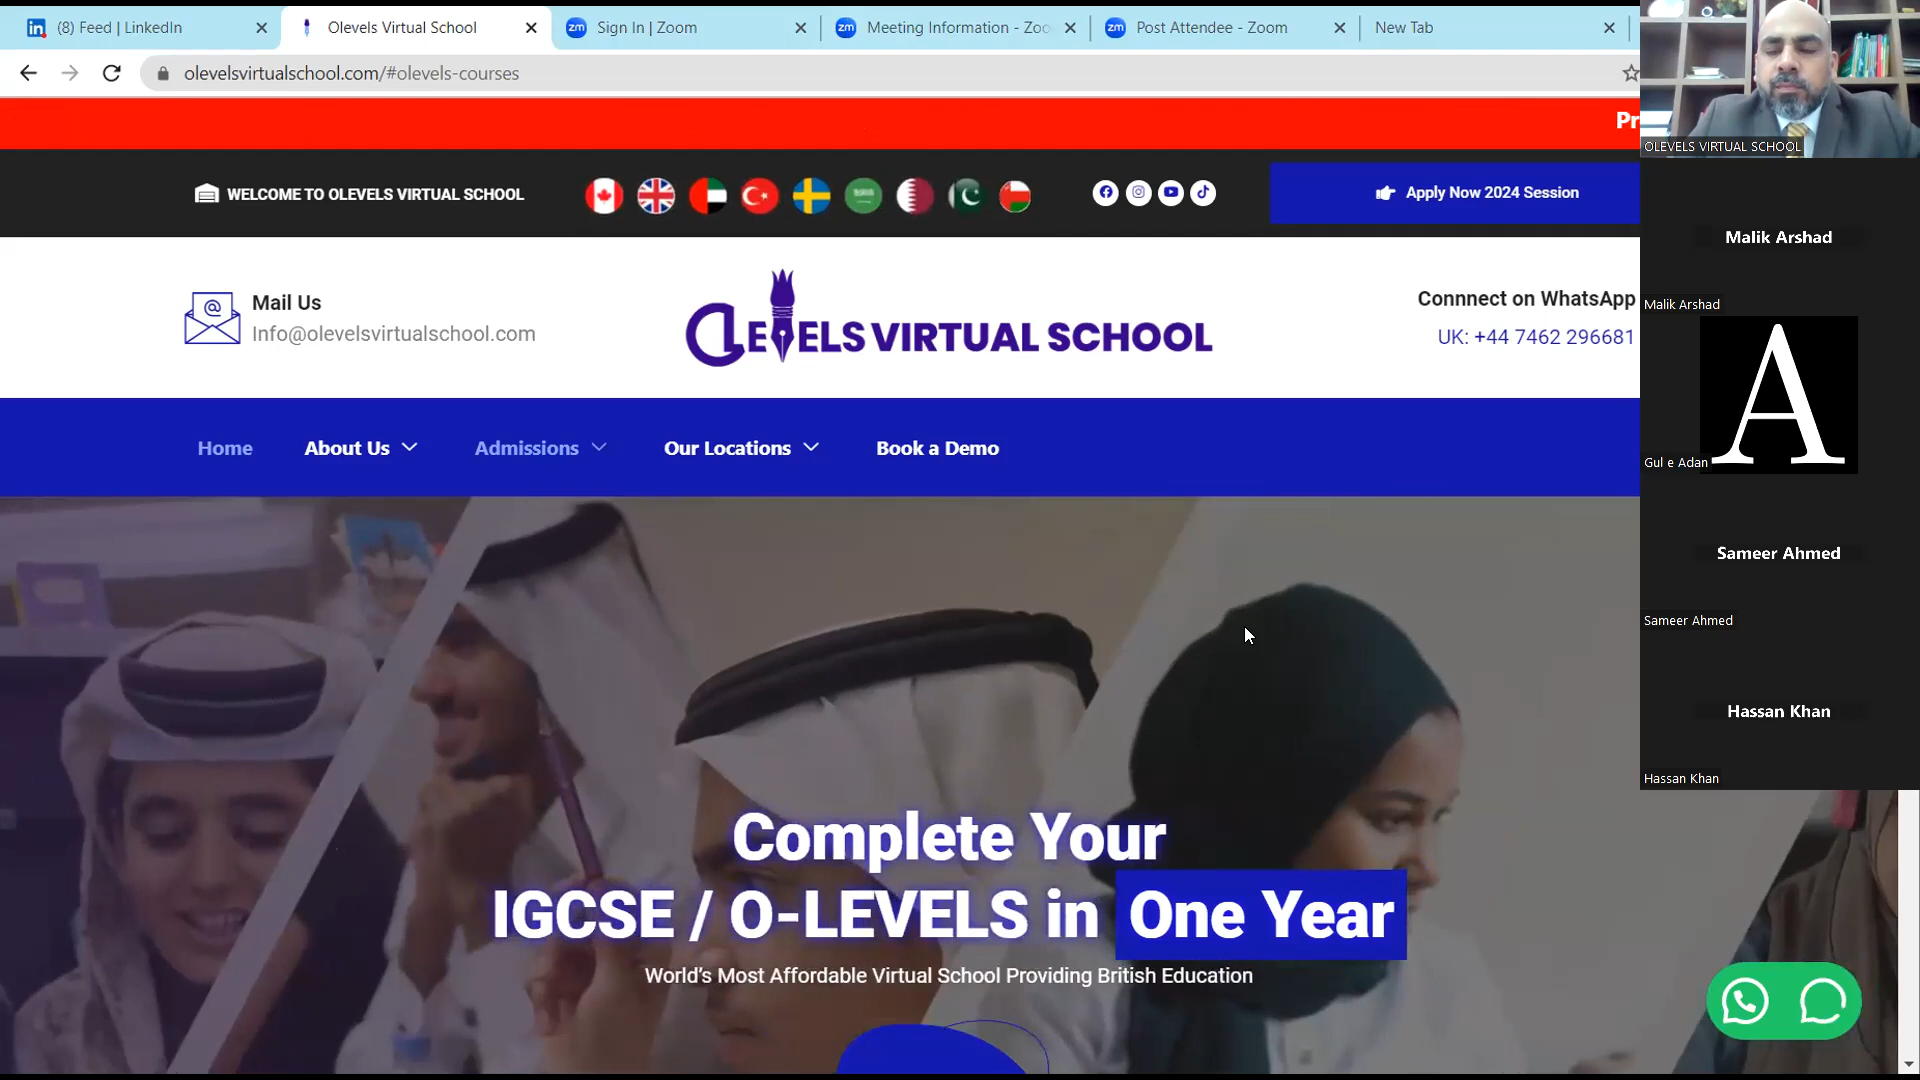 (8) Feed | LinkedIn
Olevels Virtual School
zm Sign In | Zoom
zm Meeting Information - Zoo
zm Post Attendee - Zoom
New Tab
olevelsvirtualschool.com/#olevels-courses
Pr
WELCOME TO OLEVELS VIRTUAL SCHOOL
Apply Now 2024 Session
Mail Us
Info@olevelsvirtualschool.com
OLEVELS VIRTUAL SCHOOL
Connnect on WhatsApp
UK: +44 7462 296681
Home
About Us
Admissions
Our Locations
Book a Demo
Complete Your
IGCSE / O-LEVELS in One Year
World's Most Affordable Virtual School Providing British Education
OLEVELS VIRTUAL SCHOOL
Malik Arshad
Malik Arshad
A
Gul e Adan
Sameer Ahmed
Sameer Ahmed
Hassan Khan
Hassan Khan